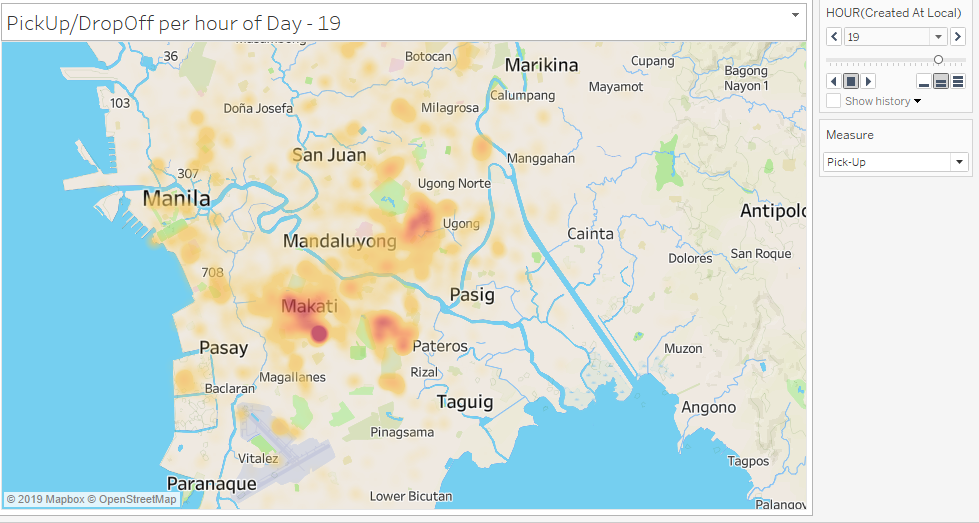 PickUp/DropOff per hour of Day - 19
36
Botocan
Marikina
Cupang
Bagong
Nayon 1
103
Doña Josefa
Milagrosa
Calumpang
Mayamot
San Juan
Manggahan
307
Ugong Norte
Manila
Antipolo
Mandaluyong
Ugong
Cainta
San Roque
Dolores
708
Makati
Pasig
Pasay
Pateros
Muzon
Baclaran
Magallanes
Rizal
Taguig
Angono
Pinagsama
Vitalez
Tagpos
Paranaque
Lower Bicutan
Palangoy
© 2019 Mapbox © OpenStreetMap
HOUR(Created At Local)
19
Show history
Measure
Pick-Up